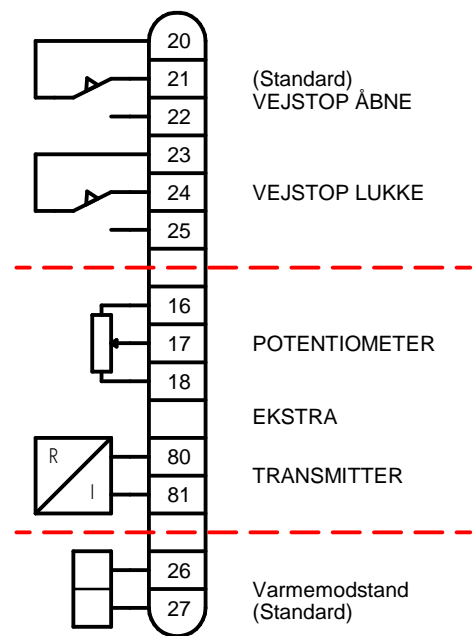 20
21
(Standard)
VEJSTOP ÅBNE
22
23
24
VEJSTOP LUKKE
25
16
17
POTENTIOMETER
18
EKSTRA
R
I
80
TRANSMITTER
81
26
27
Varmemodstand
(Standard)